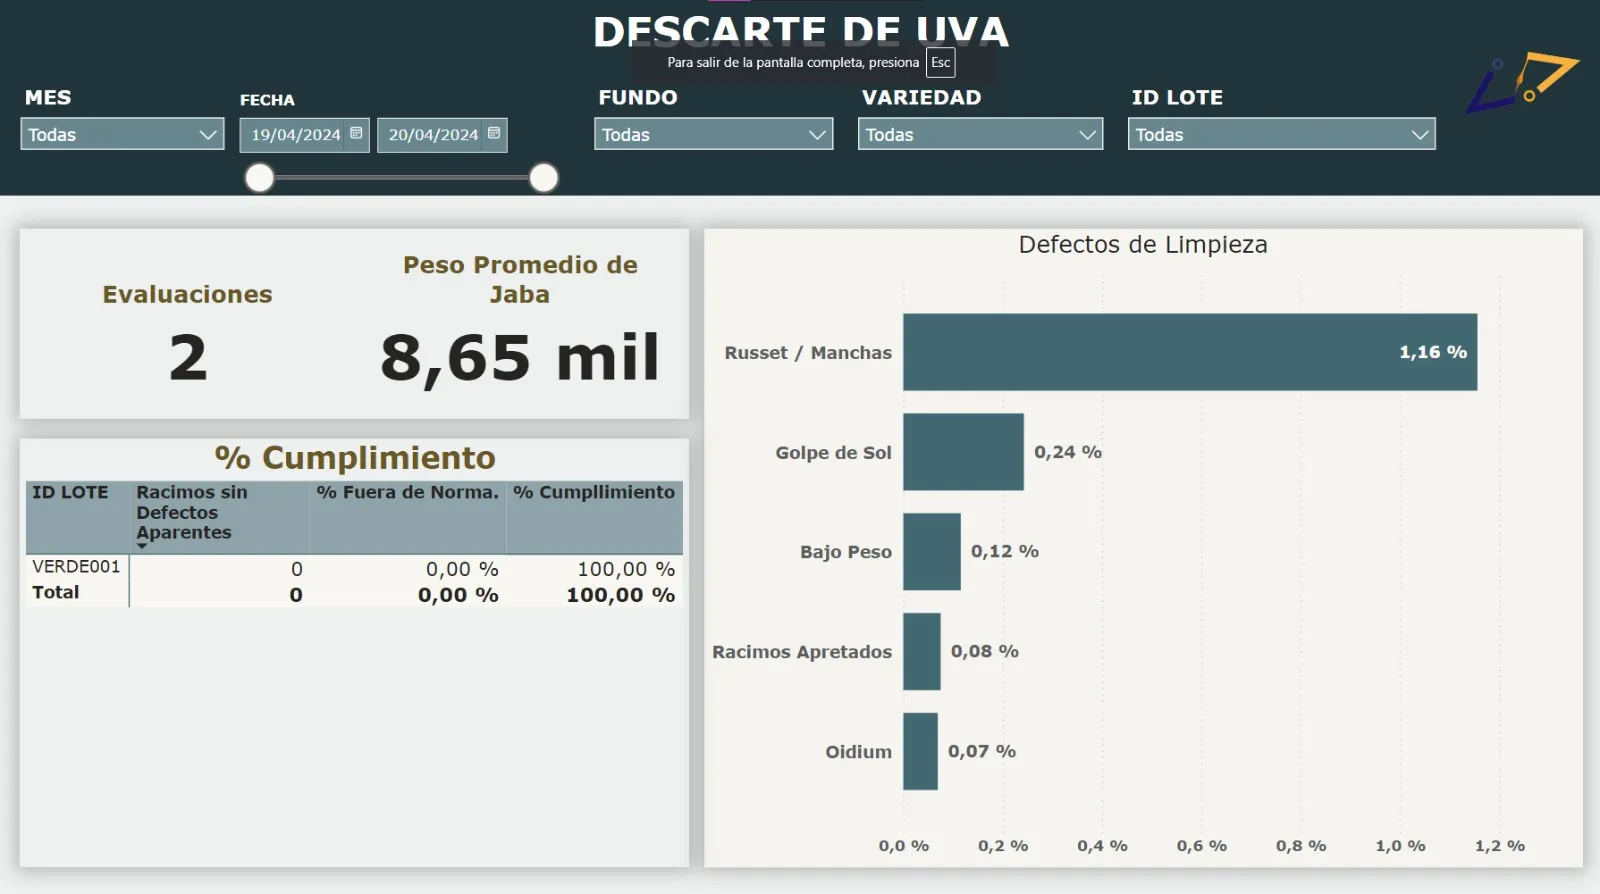 DESCARTE DE UVA
Para salir de la pantalla completa, presiona Esc
MES
FECHA
FUNDO
VARIEDAD
ID LOTE
Todas
19/04/2024
20/04/2024
Todas
Todas
Todas
Evaluaciones
2
Peso Promedio de
Jaba
8,65 mil
% Cumplimiento
ID LOTE
Racimos sin
Defectos
Aparentes
% Fuera de Norma.
% Cumpllimiento
VERDE001 0 0,00 % 100,00 %
Total 0 0,00 % 100,00 %
Defectos de Limpieza
Russet / Manchas 1,16 %
Golpe de Sol 0,24 %
Bajo Peso 0,12 %
Racimos Apretados 0,08 %
Oidium 0,07 %
0,0 % 0,2 % 0,4 % 0,6 % 0,8 % 1,0 % 1,2 %